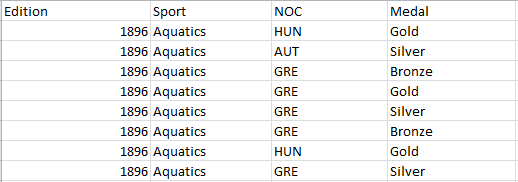 Edition Sport NOC Medal
1896 Aquatics HUN Gold
1896 Aquatics AUT Silver
1896 Aquatics GRE Bronze
1896 Aquatics GRE Gold
1896 Aquatics GRE Silver
1896 Aquatics GRE Bronze
1896 Aquatics HUN Gold
1896 Aquatics GRE Silver